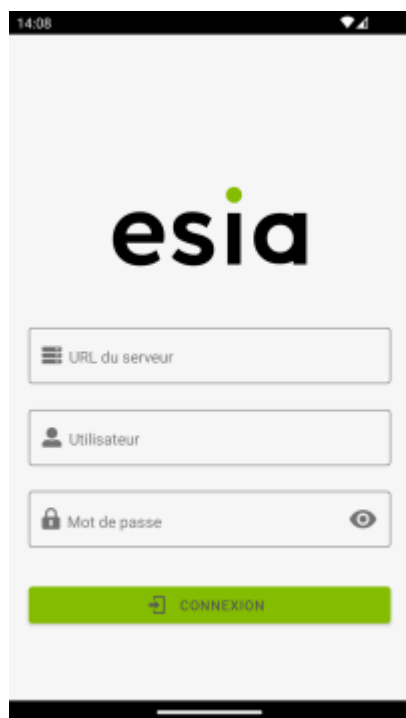 14:08
esia
URL du serveur
Utilisateur
Mot de passe
CONNEXION